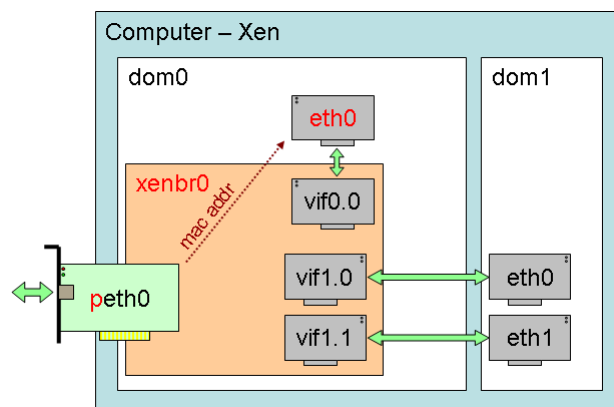 Computer – Xen
dom0
dom1
eth0
xenbr0
mac addr
vif0.0
vif1.0
eth0
peth0
vif1.1
eth1